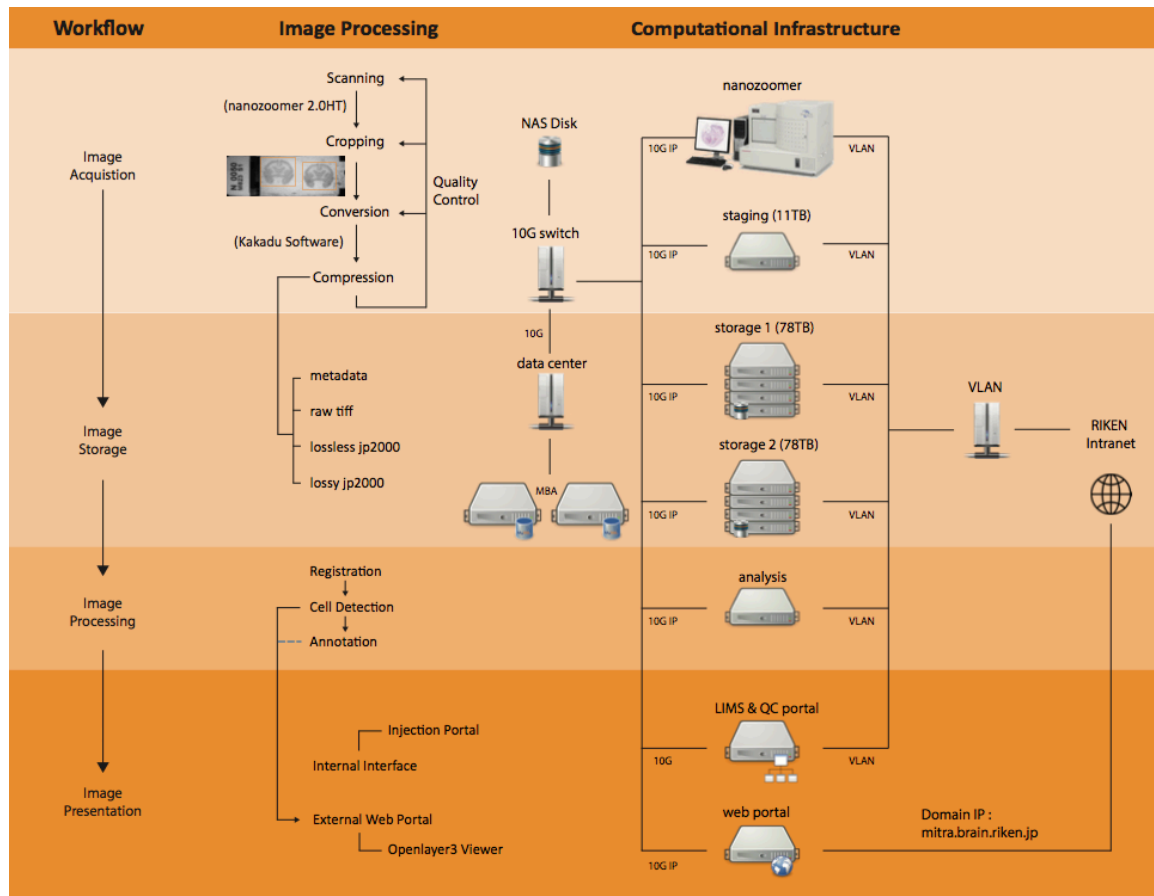 Workflow
Image Processing
Computational Infrastructure
Image
Acquistion
Image
Storage
Image
Processing
Image
Presentation
Scanning
(nanozoomer 2.0HT)
Cropping
Quality
Control
Conversion
(Kakadu Software)
Compression
metadata
raw tiff
lossless jp2000
lossy jp2000
Registration
Cell Detection
Annotation
Injection Portal
Internal Interface
External Web Portal
Openlayer3 Viewer
NAS Disk
10G switch
10G
data center
MBA
nanozoomer
10G IP
VLAN
staging (11TB)
10G IP
VLAN
storage 1 (78TB)
10G IP
VLAN
storage 2 (78TB)
10G IP
VLAN
analysis
10G IP
VLAN
LIMS & QC portal
10G
VLAN
web portal
10G IP
VLAN
RIKEN
Intranet
Domain IP :
mitra.brain.riken.jp